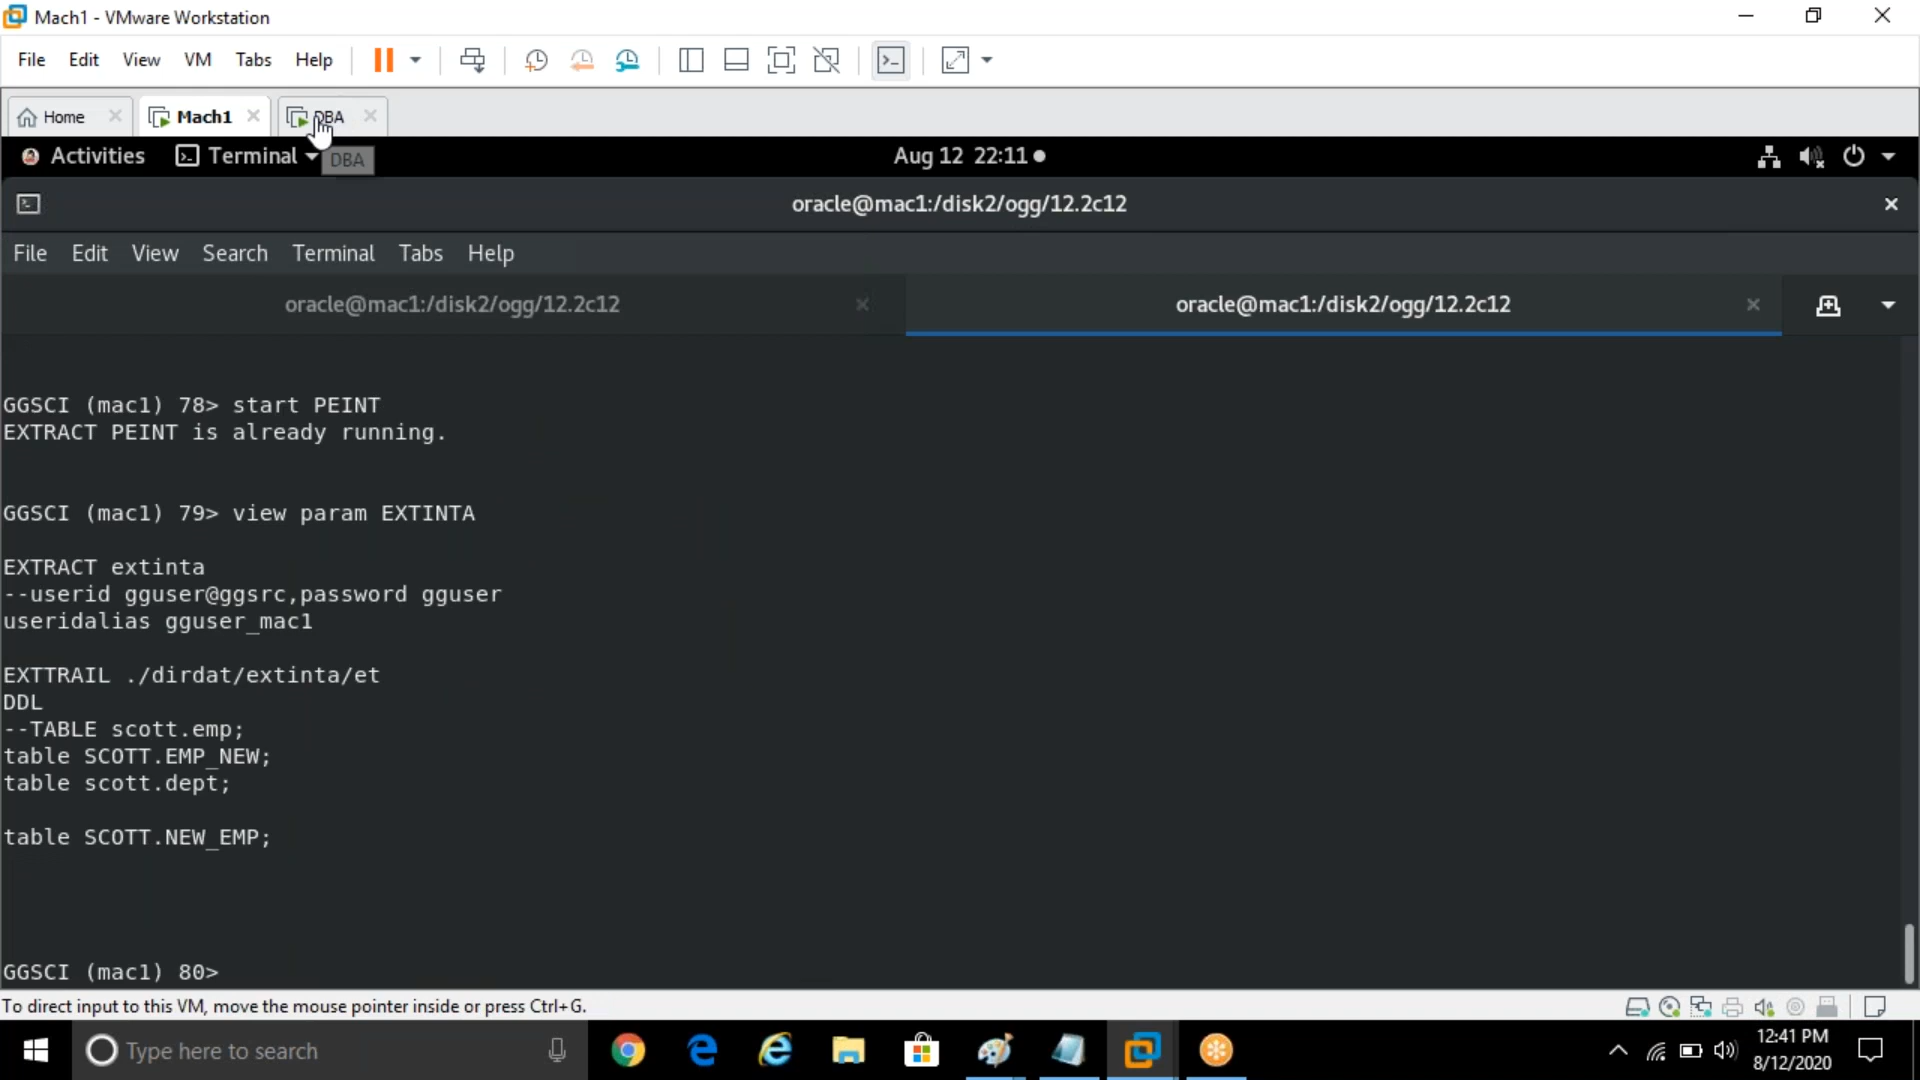 Mach1 - VMware Workstation
File Edit View VM Tabs Help
Home Mach1 DBA
Activities Terminal DBA Aug 12 22:11
oracle@mac1:/disk2/ogg/12.2c12
File Edit View Search Terminal Tabs Help
oracle@mac1:/disk2/ogg/12.2c12 oracle@mac1:/disk2/ogg/12.2c12
GGSCI (mac1) 78> start PEINT
EXTRACT PEINT is already running.
GGSCI (mac1) 79> view param EXTINTA
EXTRACT extinta
--userid gguser@ggsrc,password gguser
useridalias gguser_mac1
EXTTRAIL ./dirdat/extinta/et
DDL
--TABLE scott.emp;
table SCOTT.EMP_NEW;
table scott.dept;
table SCOTT.NEW_EMP;
GGSCI (mac1) 80>
To direct input to this VM, move the mouse pointer inside or press Ctrl+G.
Type here to search
12:41 PM
8/12/2020